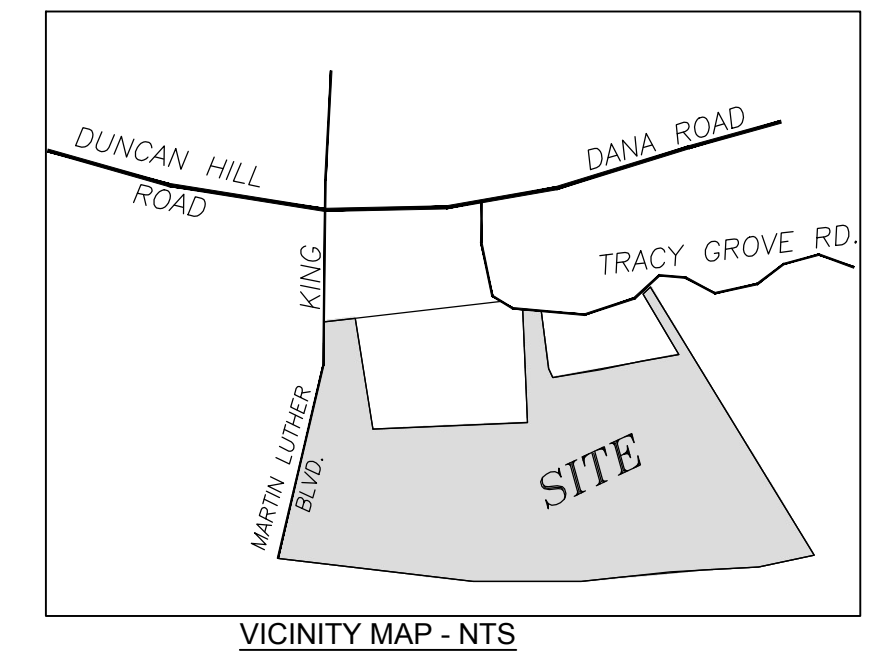 DUNCAN HILL
ROAD
DANA ROAD
TRACY GROVE RD.
MARTIN LUTHER KING
BLVD.
SITE
VICINITY MAP - NTS